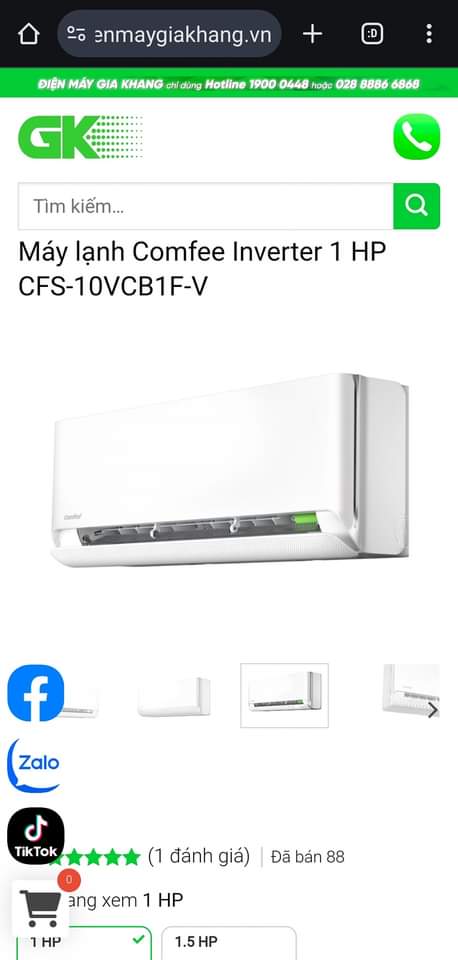 enmaygiakhang.vn
:D
ĐIỆN MÁY GIA KHANG chỉ dùng Hotline 1900 0448 hoặc 028 8886 6868
GK
Tìm kiếm...
Máy lạnh Comfee Inverter 1 HP
CFS-10VCB1F-V
Comfee
Zalo
TikTok
(1 đánh giá) Đã bán 88
0
ang xem 1 HP
1 HP
1.5 HP